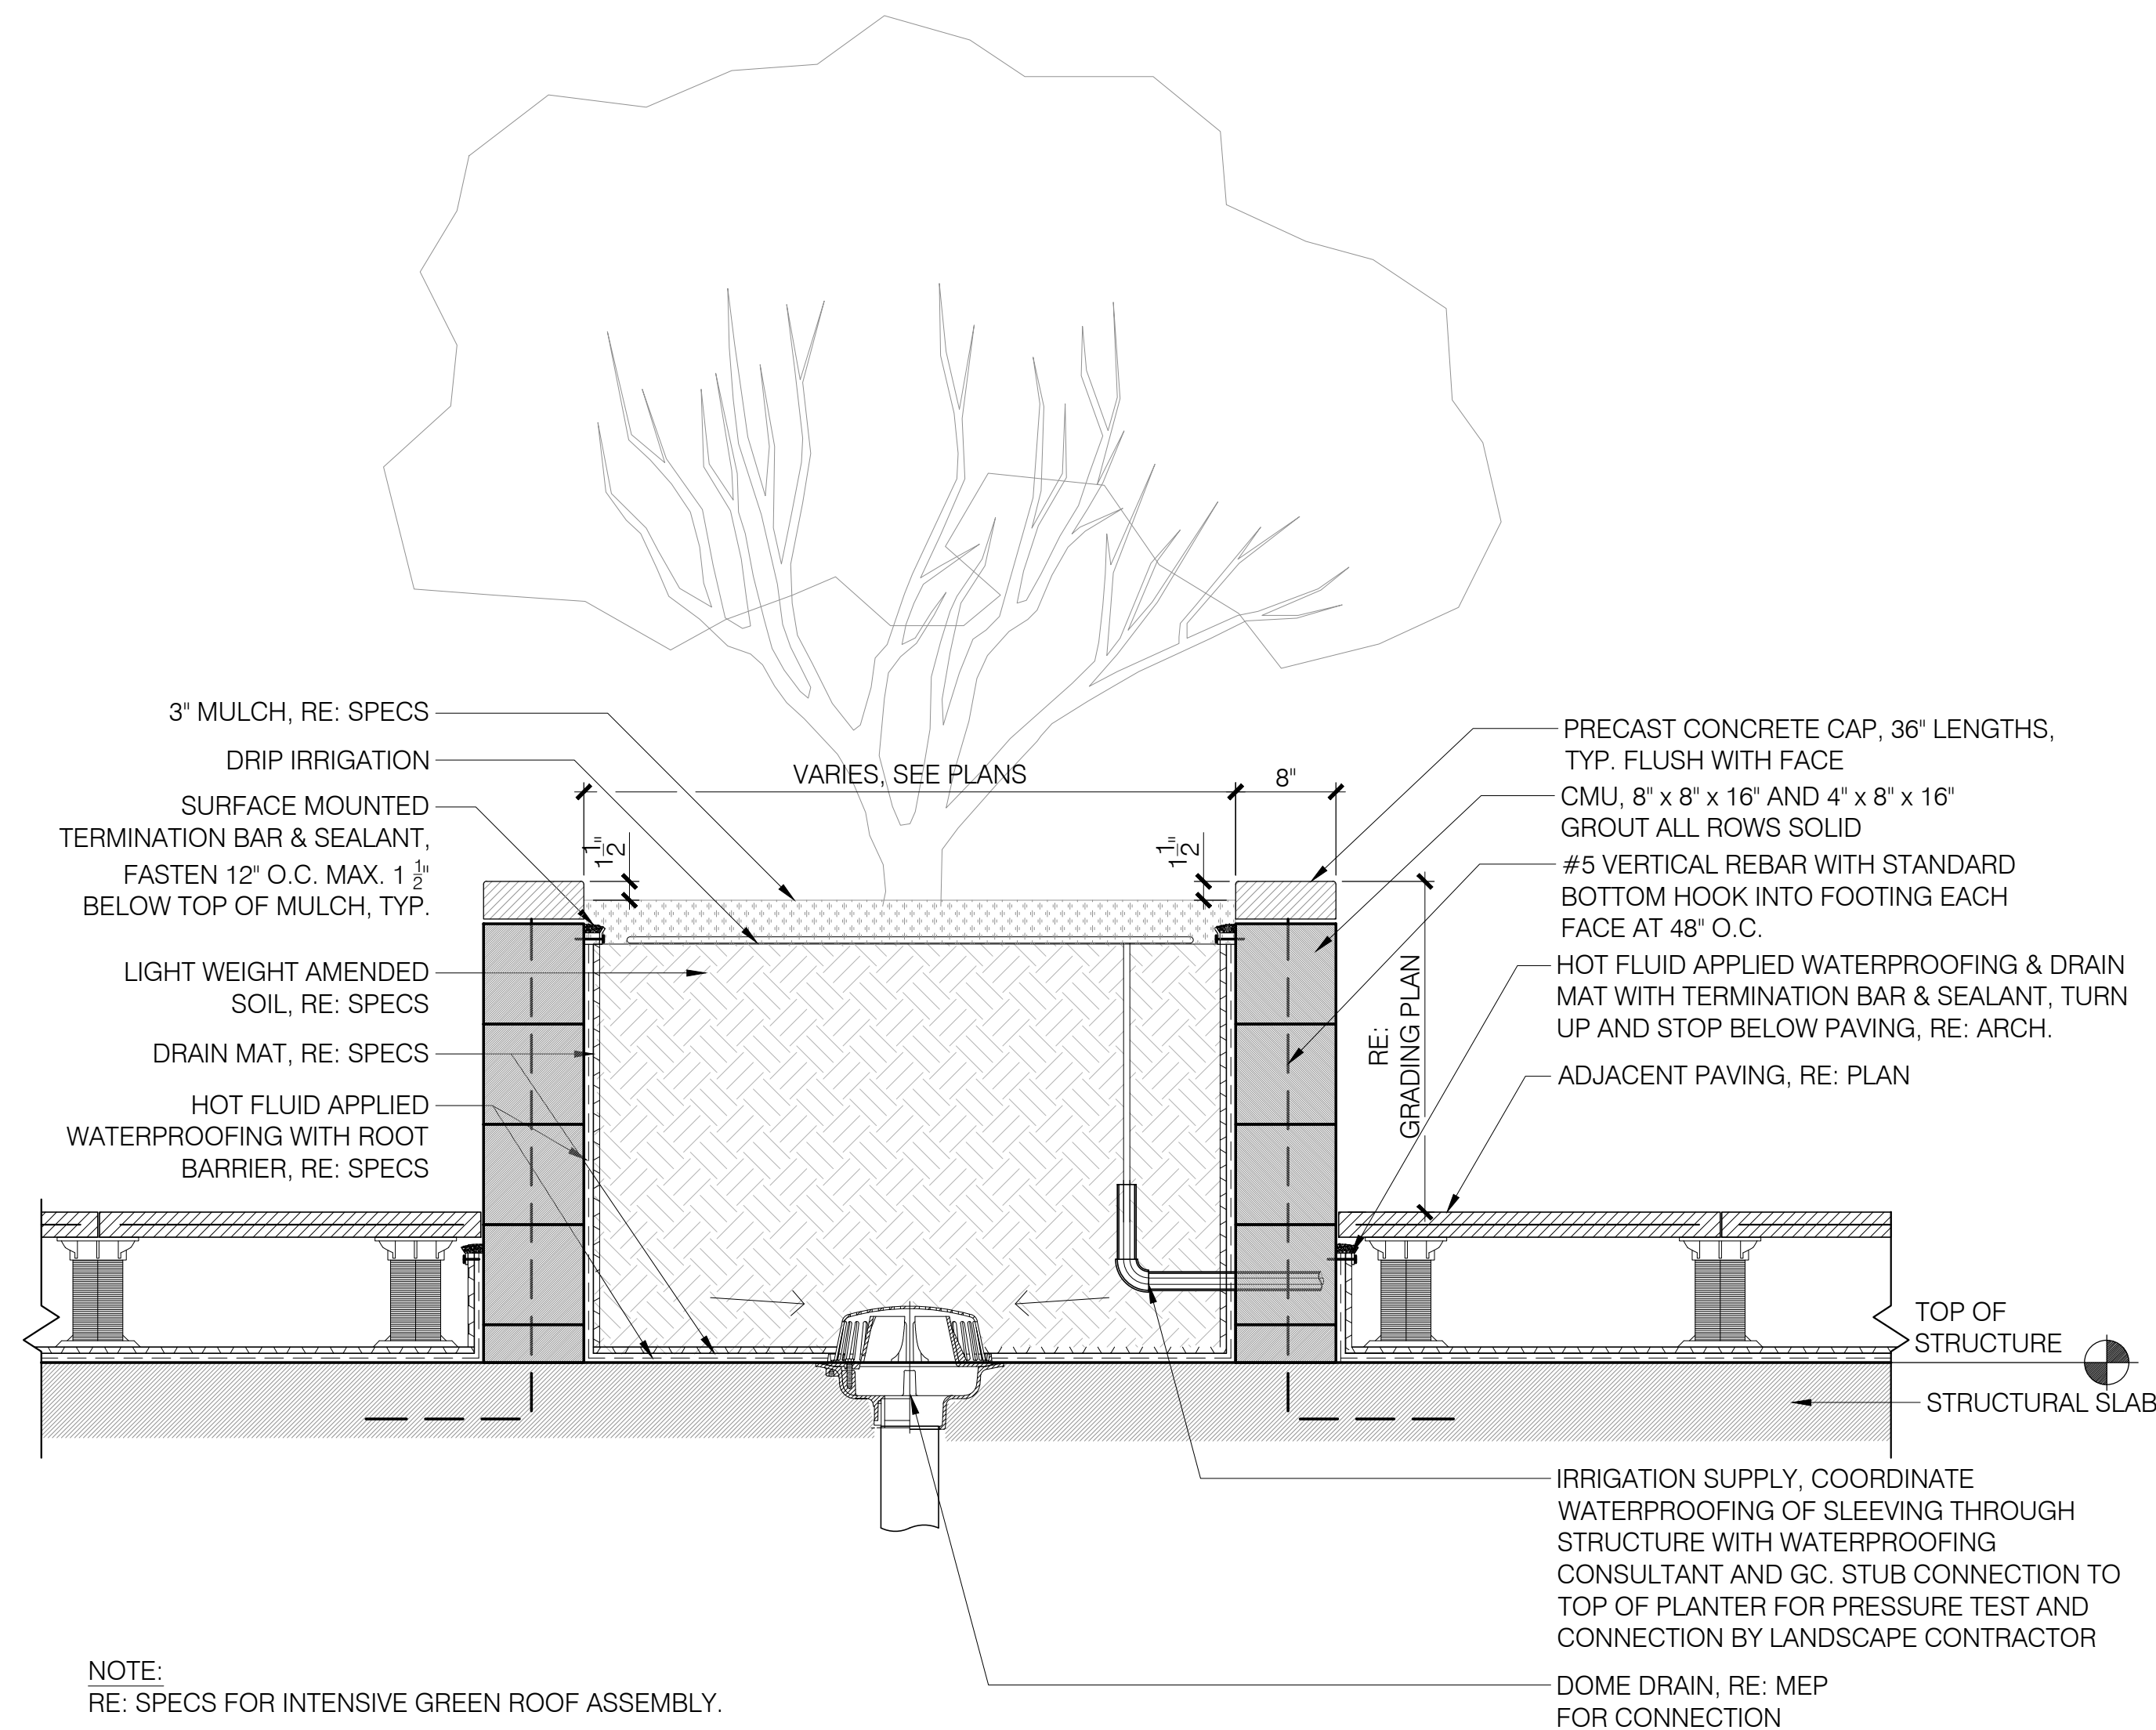 3" MULCH, RE: SPECS
DRIP IRRIGATION
SURFACE MOUNTED
TERMINATION BAR & SEALANT,
FASTEN 12" O.C. MAX. 1 1/2"
BELOW TOP OF MULCH, TYP.
LIGHT WEIGHT AMENDED
SOIL, RE: SPECS
DRAIN MAT, RE: SPECS
HOT FLUID APPLIED
WATERPROOFING WITH ROOT
BARRIER, RE: SPECS
VARIES, SEE PLANS
8"
1 1/2"
1 1/2"
RE:
GRADING PLAN
PRECAST CONCRETE CAP, 36" LENGTHS,
TYP. FLUSH WITH FACE
CMU, 8" x 8" x 16" AND 4" x 8" x 16"
GROUT ALL ROWS SOLID
#5 VERTICAL REBAR WITH STANDARD
BOTTOM HOOK INTO FOOTING EACH
FACE AT 48" O.C.
HOT FLUID APPLIED WATERPROOFING & DRAIN
MAT WITH TERMINATION BAR & SEALANT, TURN
UP AND STOP BELOW PAVING, RE: ARCH.
ADJACENT PAVING, RE: PLAN
TOP OF
STRUCTURE
STRUCTURAL SLAB
IRRIGATION SUPPLY, COORDINATE
WATERPROOFING OF SLEEVING THROUGH
STRUCTURE WITH WATERPROOFING
CONSULTANT AND GC. STUB CONNECTION TO
TOP OF PLANTER FOR PRESSURE TEST AND
CONNECTION BY LANDSCAPE CONTRACTOR
DOME DRAIN, RE: MEP
FOR CONNECTION
NOTE:
RE: SPECS FOR INTENSIVE GREEN ROOF ASSEMBLY.